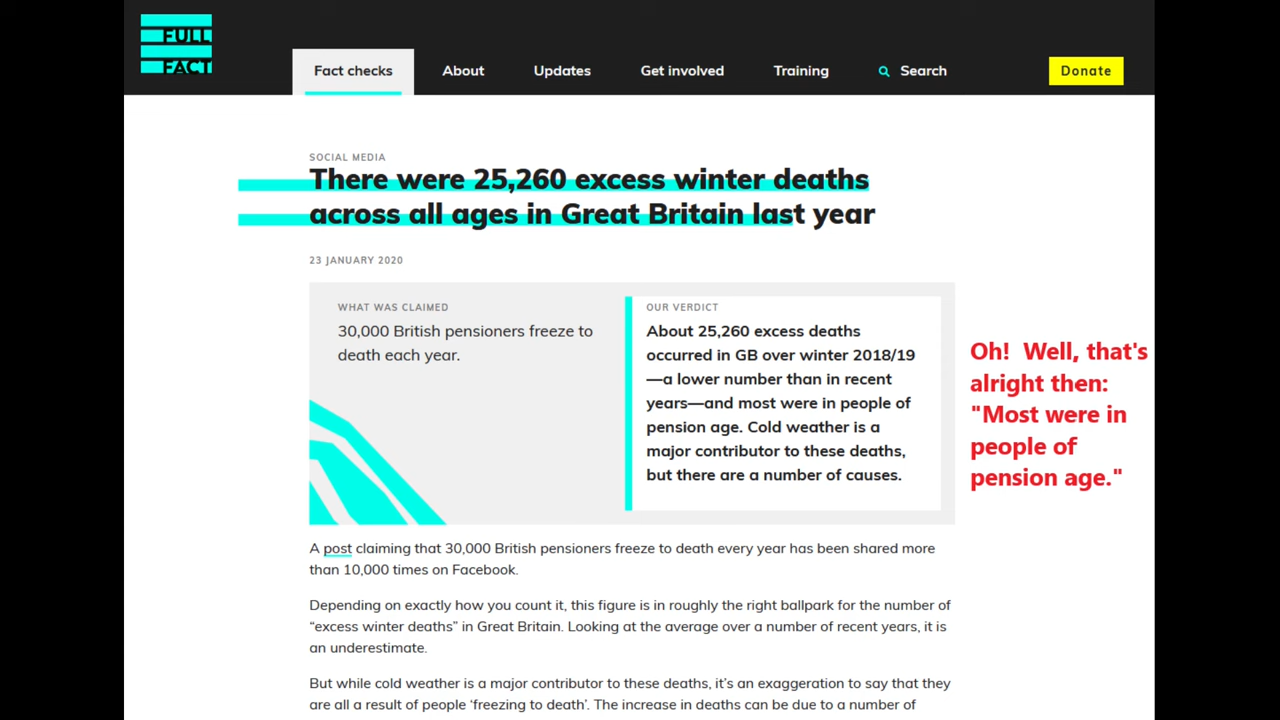 FULL
FACT
Fact checks
About
Updates
Get involved
Training
Search
Donate
SOCIAL MEDIA
There were 25,260 excess winter deaths
across all ages in Great Britain last year
23 JANUARY 2020
WHAT WAS CLAIMED
30,000 British pensioners freeze to
death each year.
OUR VERDICT
About 25,260 excess deaths
occurred in GB over winter 2018/19
—a lower number than in recent
years—and most were in people of
pension age. Cold weather is a
major contributor to these deaths,
but there are a number of causes.
Oh!  Well, that's
alright then:
"Most were in
people of
pension age."
A post claiming that 30,000 British pensioners freeze to death every year has been shared more
than 10,000 times on Facebook.
Depending on exactly how you count it, this figure is in roughly the right ballpark for the number of
“excess winter deaths” in Great Britain. Looking at the average over a number of recent years, it is
an underestimate.
But while cold weather is a major contributor to these deaths, it’s an exaggeration to say that they
are all a result of people ‘freezing to death’. The increase in deaths can be due to a number of